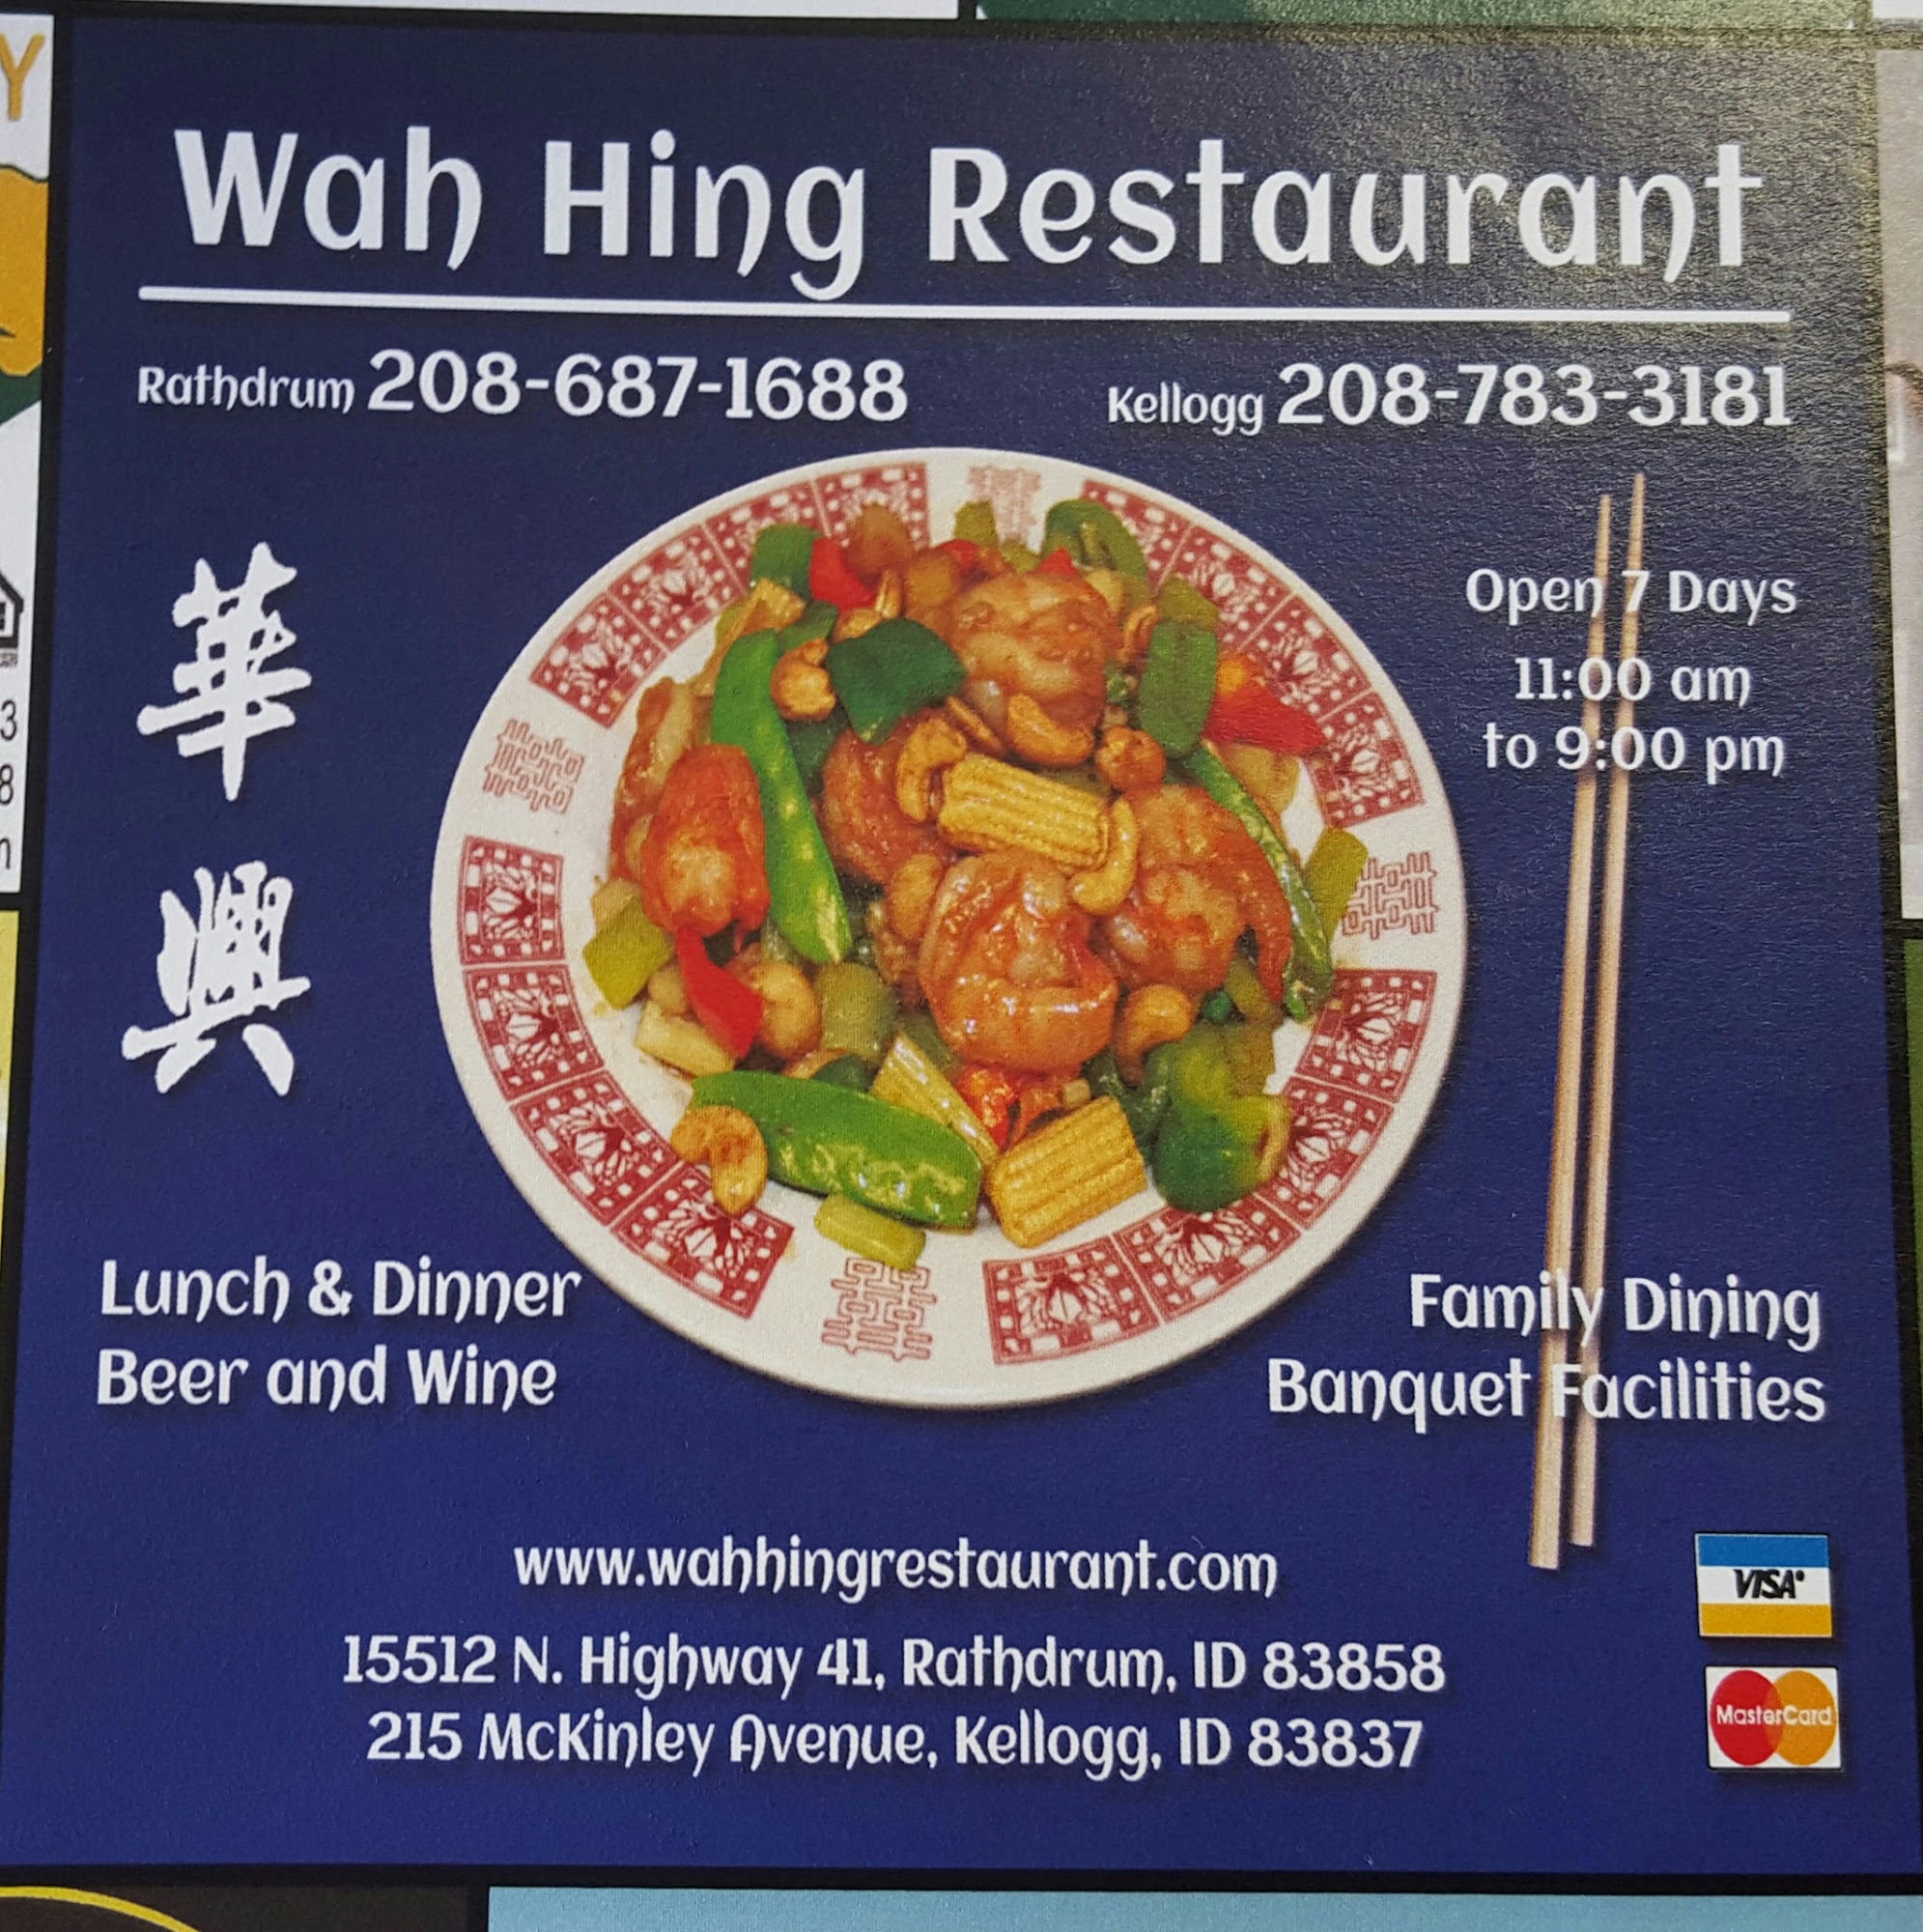 Wah Hing Restaurant
Rathdrum 208-687-1688
Kellogg 208-783-3181
華
興
Open 7 Days
11:00 am
to 9:00 pm
Lunch & Dinner
Beer and Wine
Family Dining
Banquet Facilities
www.wahhingrestaurant.com
15512 N. Highway 41, Rathdrum, ID 83858
215 McKinley Avenue, Kellogg, ID 83837
VISA
MasterCard
Y
3
8